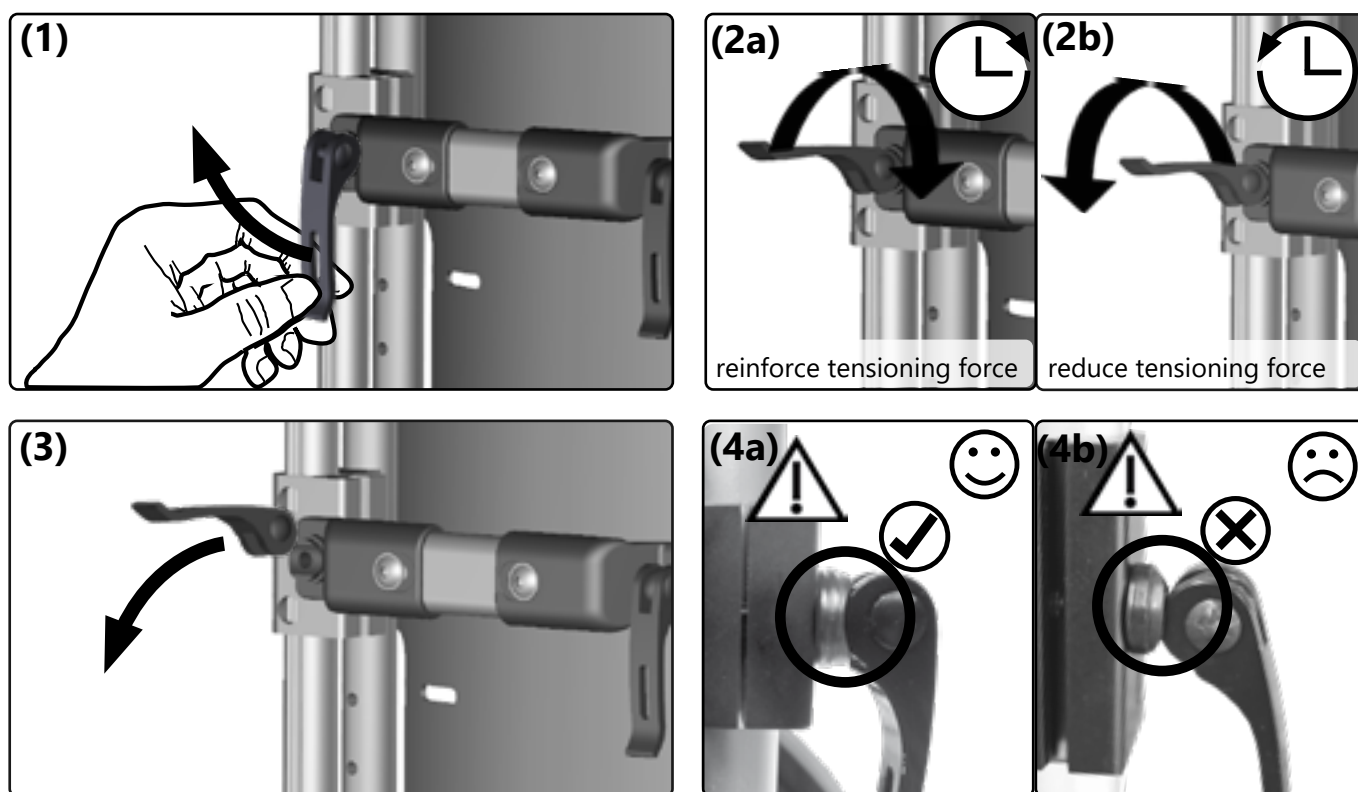 (1)
(2a)
(2b)
reinforce tensioning force
reduce tensioning force
(3)
(4a)
(4b)